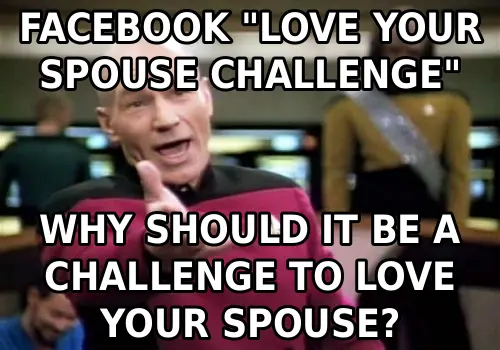 FACEBOOK "LOVE YOUR
SPOUSE CHALLENGE"
WHY SHOULD IT BE A
CHALLENGE TO LOVE
YOUR SPOUSE?